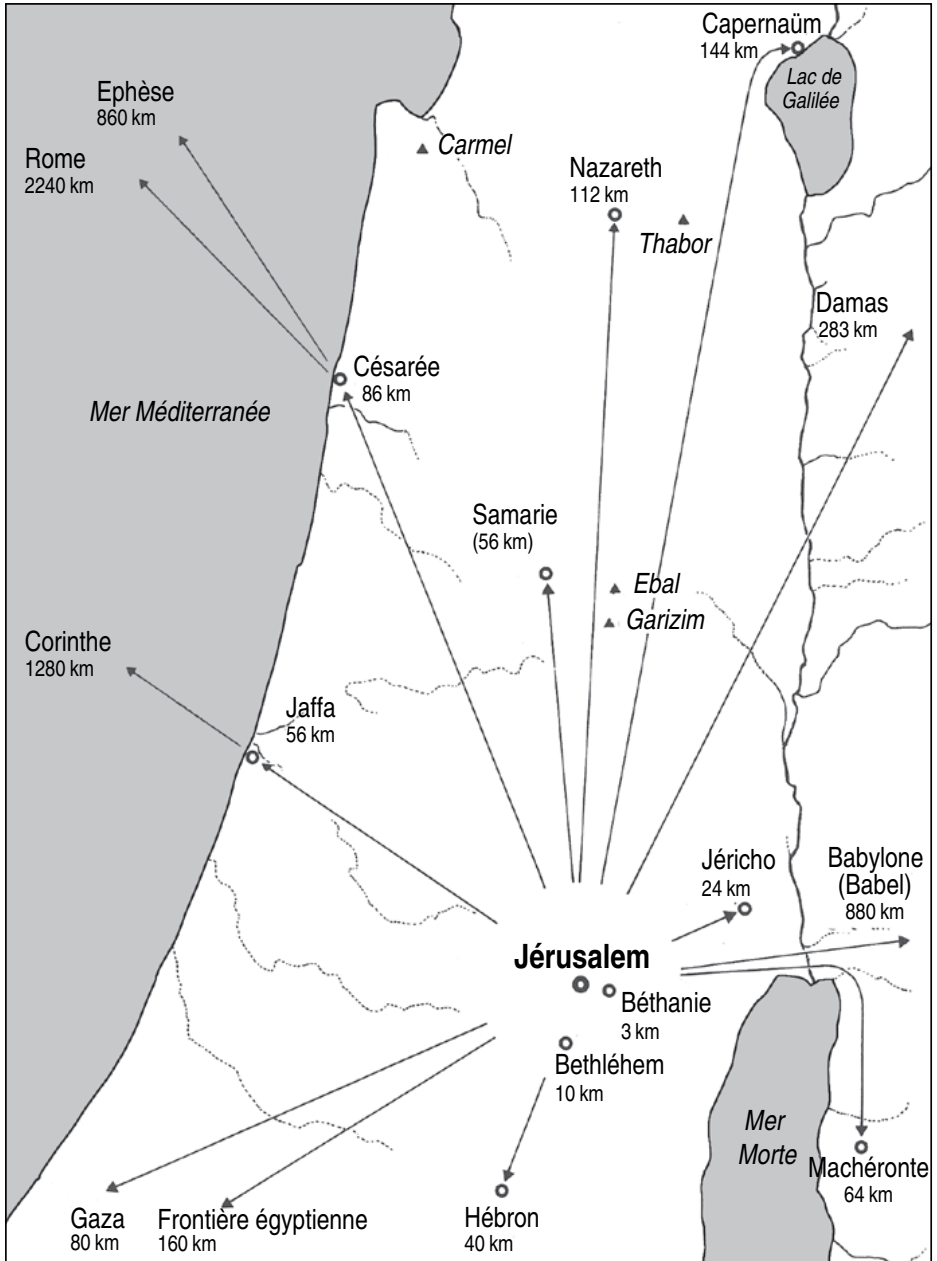 Capernaüm
144 km
Lac de
Galilée
Ephèse
860 km
Carmel
Rome
2240 km
Nazareth
112 km
Thabor
Damas
283 km
Césarée
86 km
Mer Méditerranée
Samarie
(56 km)
Ebal
Garizim
Corinthe
1280 km
Jaffa
56 km
Jéricho
24 km
Babylone
(Babel)
880 km
Jérusalem
Béthanie
3 km
Bethléhem
10 km
Mer
Morte
Machéronte
64 km
Gaza
80 km
Frontière égyptienne
160 km
Hébron
40 km